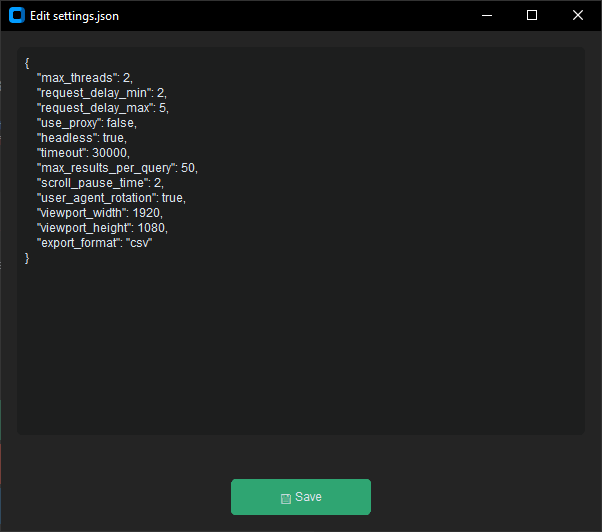 Edit settings.json
{
    "max_threads": 2,
    "request_delay_min": 2,
    "request_delay_max": 5,
    "use_proxy": false,
    "headless": true,
    "timeout": 30000,
    "max_results_per_query": 50,
    "scroll_pause_time": 2,
    "user_agent_rotation": true,
    "viewport_width": 1920,
    "viewport_height": 1080,
    "export_format": "csv"
}
Save